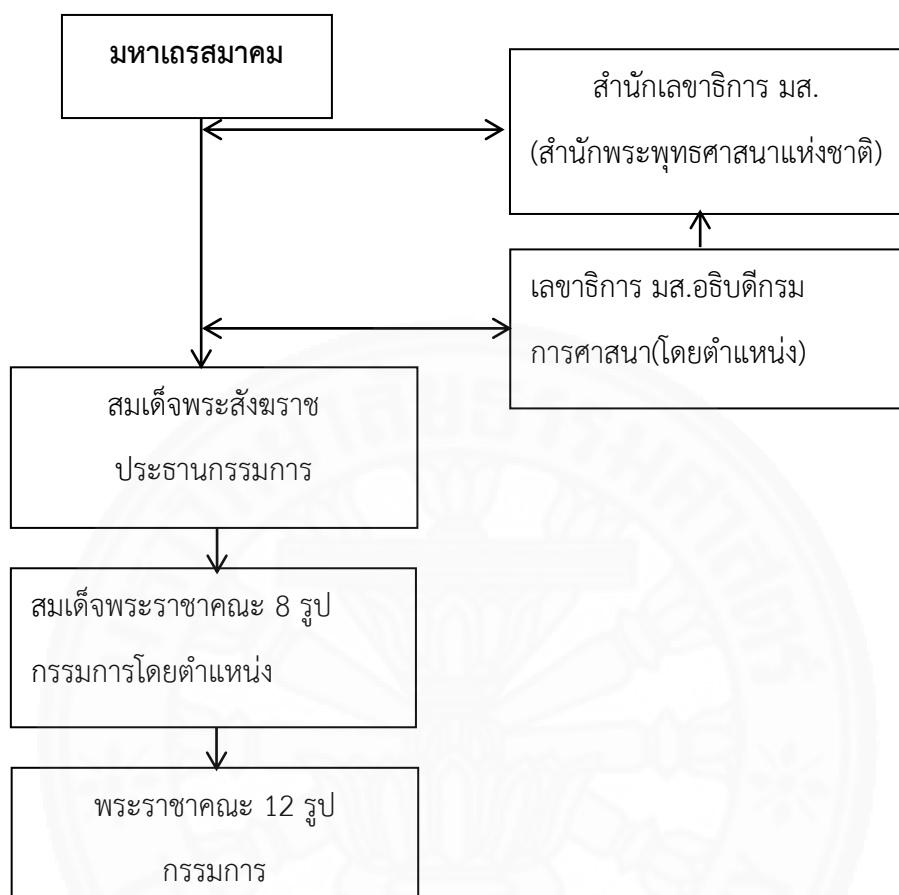 มหาเถรสมาคม
สำนักเลขาธิการ มส.
(สำนักพระพุทธศาสนาแห่งชาติ)
เลขาธิการ มส.อธิบดีกรม
การศาสนา(โดยตำแหน่ง)
สมเด็จพระสังฆราช
ประธานกรรมการ
สมเด็จพระราชาคณะ 8 รูป
กรรมการโดยตำแหน่ง
พระราชาคณะ 12 รูป
กรรมการ